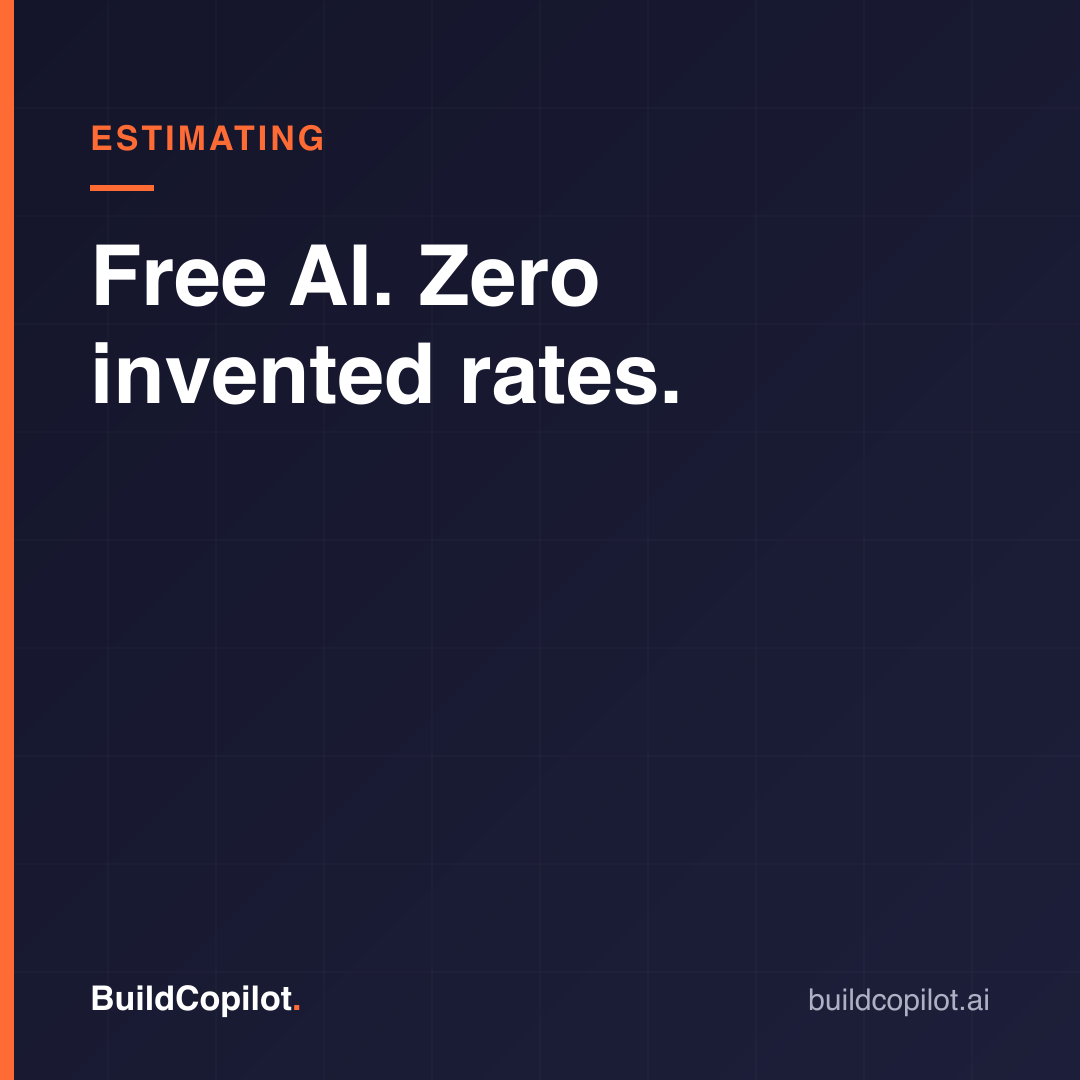 ESTIMATING
Free AI. Zero
invented rates.
BuildCopilot.
buildcopilot.ai